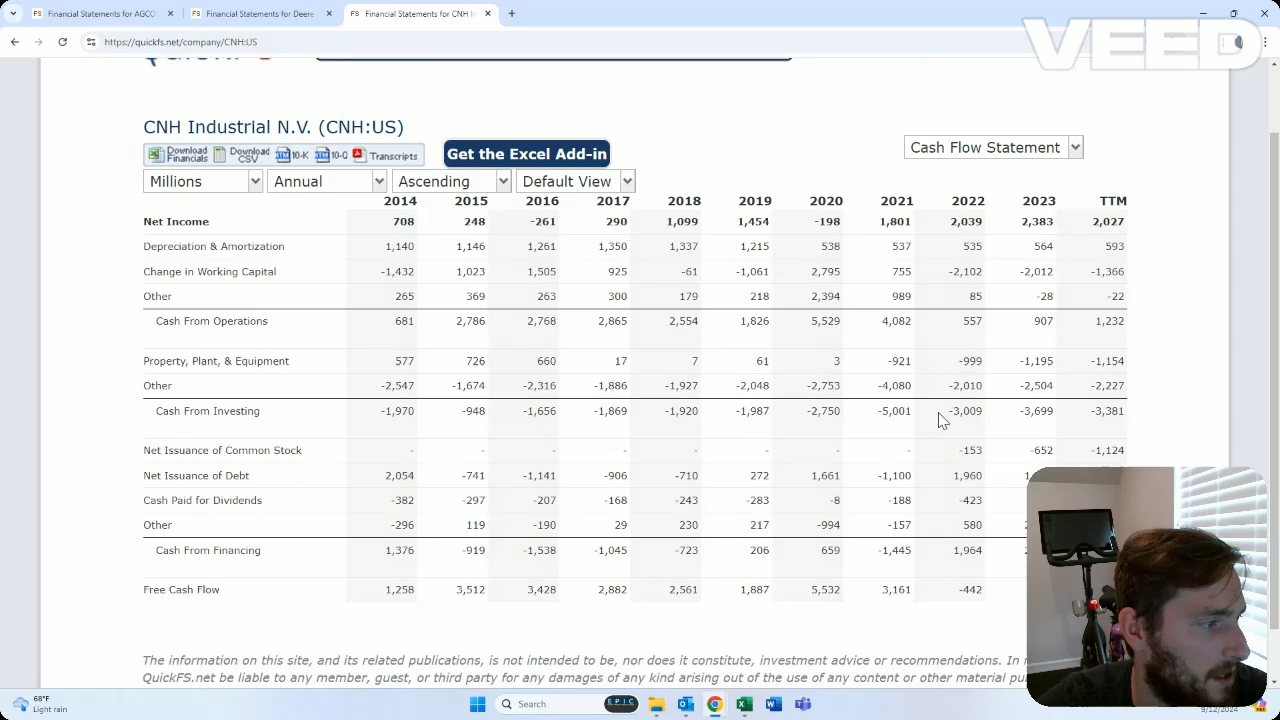 Financial Statements for AGCO
Financial Statements for Deere
Financial Statements for CNH I
https://quickfs.net/company/CNH:US
VEED
CNH Industrial N.V. (CNH:US)
Download Financials
Download CSV
10-K
10-Q
Transcripts
Get the Excel Add-in
Cash Flow Statement
Millions Annual Ascending Default View
2014 2015 2016 2017 2018 2019 2020 2021 2022 2023 TTM
Net Income 708 248 -261 290 1,099 1,454 -198 1,801 2,039 2,383 2,027
Depreciation & Amortization 1,140 1,146 1,261 1,350 1,337 1,215 538 537 535 564 593
Change in Working Capital -1,432 1,023 1,505 925 -61 -1,061 2,795 755 -2,102 -2,012 -1,366
Other 265 369 263 300 179 218 2,394 989 85 -28 -22
Cash From Operations 681 2,786 2,768 2,865 2,554 1,826 5,529 4,082 557 907 1,232
Property, Plant, & Equipment 577 726 660 17 7 61 3 -921 -999 -1,195 -1,154
Other -2,547 -1,674 -2,316 -1,886 -1,927 -2,048 -2,753 -4,080 -2,010 -2,504 -2,227
Cash From Investing -1,970 -948 -1,656 -1,869 -1,920 -1,987 -2,750 -5,001 -3,009 -3,699 -3,381
Net Issuance of Common Stock - - - - - - - -153 -652 -1,124
Net Issuance of Debt 2,054 -741 -1,141 -906 -710 272 1,661 -1,100 1,960
Cash Paid for Dividends -382 -297 -207 -168 -243 -283 -8 -188 -423
Other -296 119 -190 29 230 217 -994 -157 580
Cash From Financing 1,376 -919 -1,538 -1,045 -723 206 659 -1,445 1,964
Free Cash Flow 1,258 3,512 3,428 2,882 2,561 1,887 5,532 3,161 -442
The information on this site, and its related publications, is not intended to be, nor does it constitute, investment advice or recommendations. In
QuickFS.net be liable to any member, guest, or third party for any damages of any kind arising out of the use of any content or other material
68°F
Light rain
Search
EPIC
9/12/2024